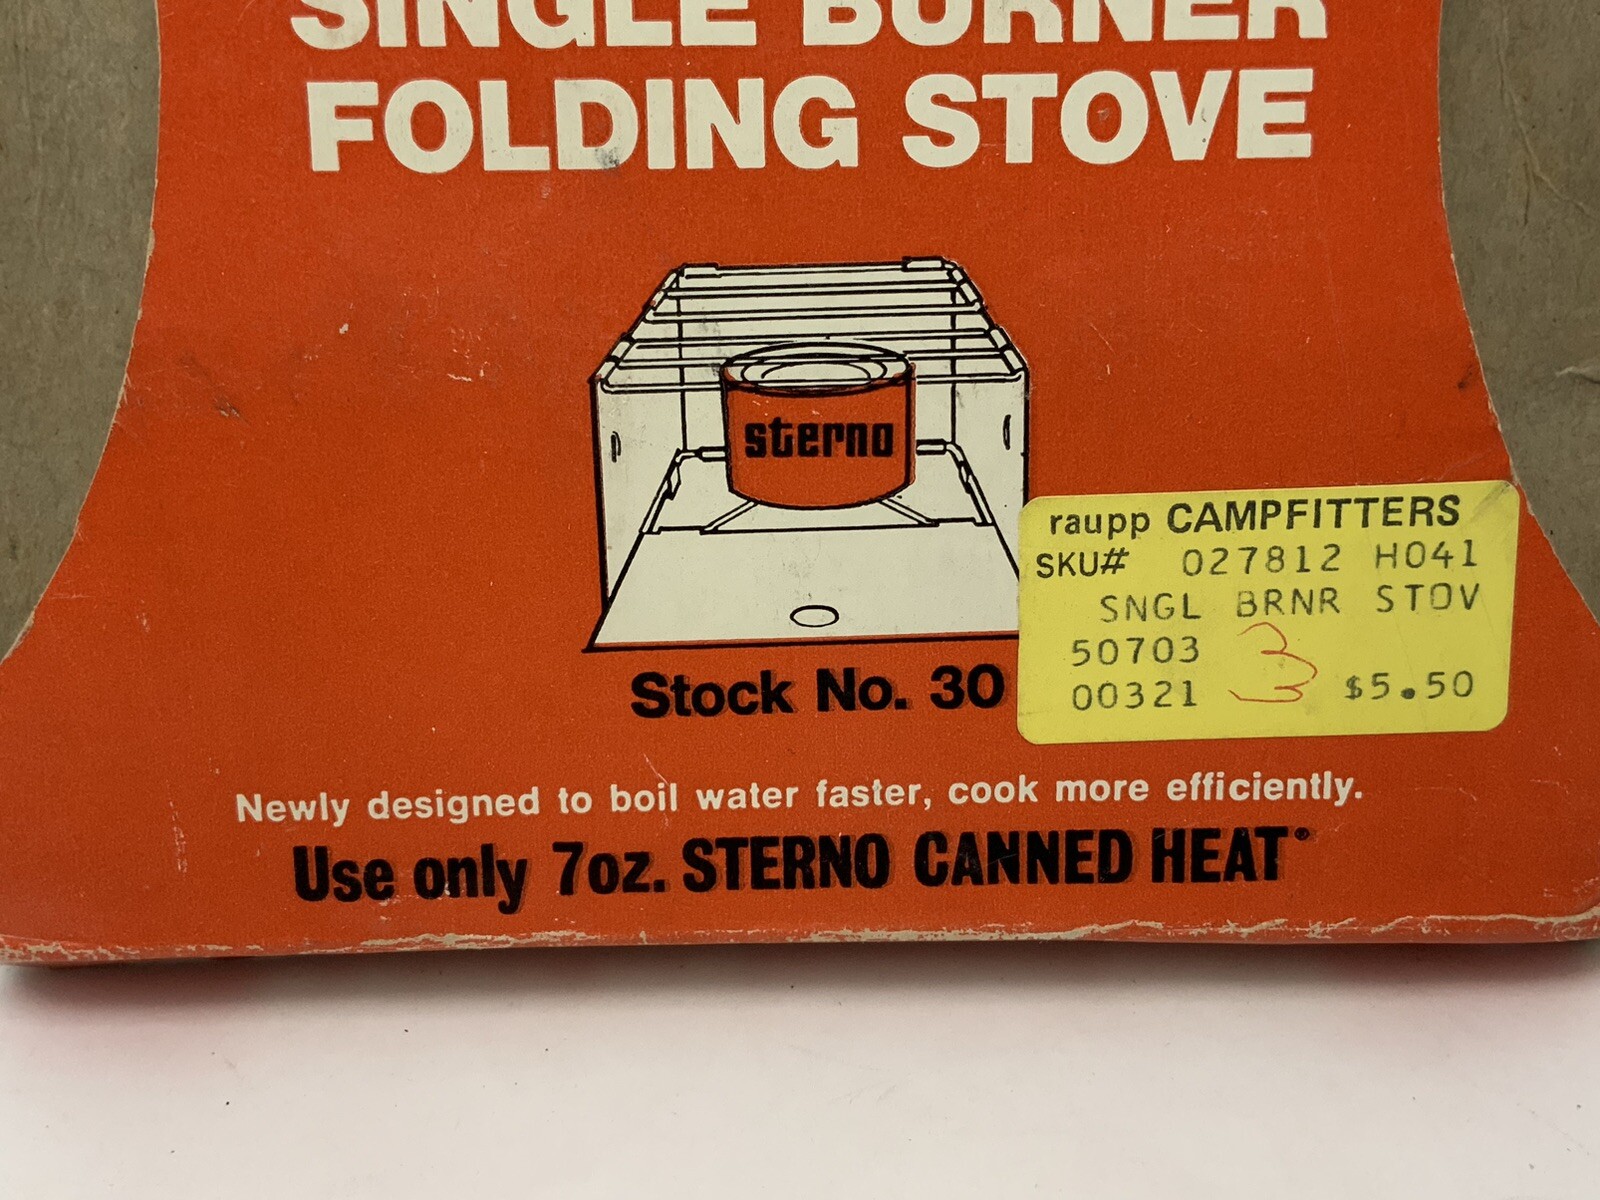 SINGLE BURNER
FOLDING STOVE
sterno
raupp CAMPFITTERS
SKU# 027812 H041
SNGL BRNR STOV
50703
00321 3 $5.50
Stock No. 30
Newly designed to boil water faster, cook more efficiently.
Use only 7oz. STERNO CANNED HEAT®